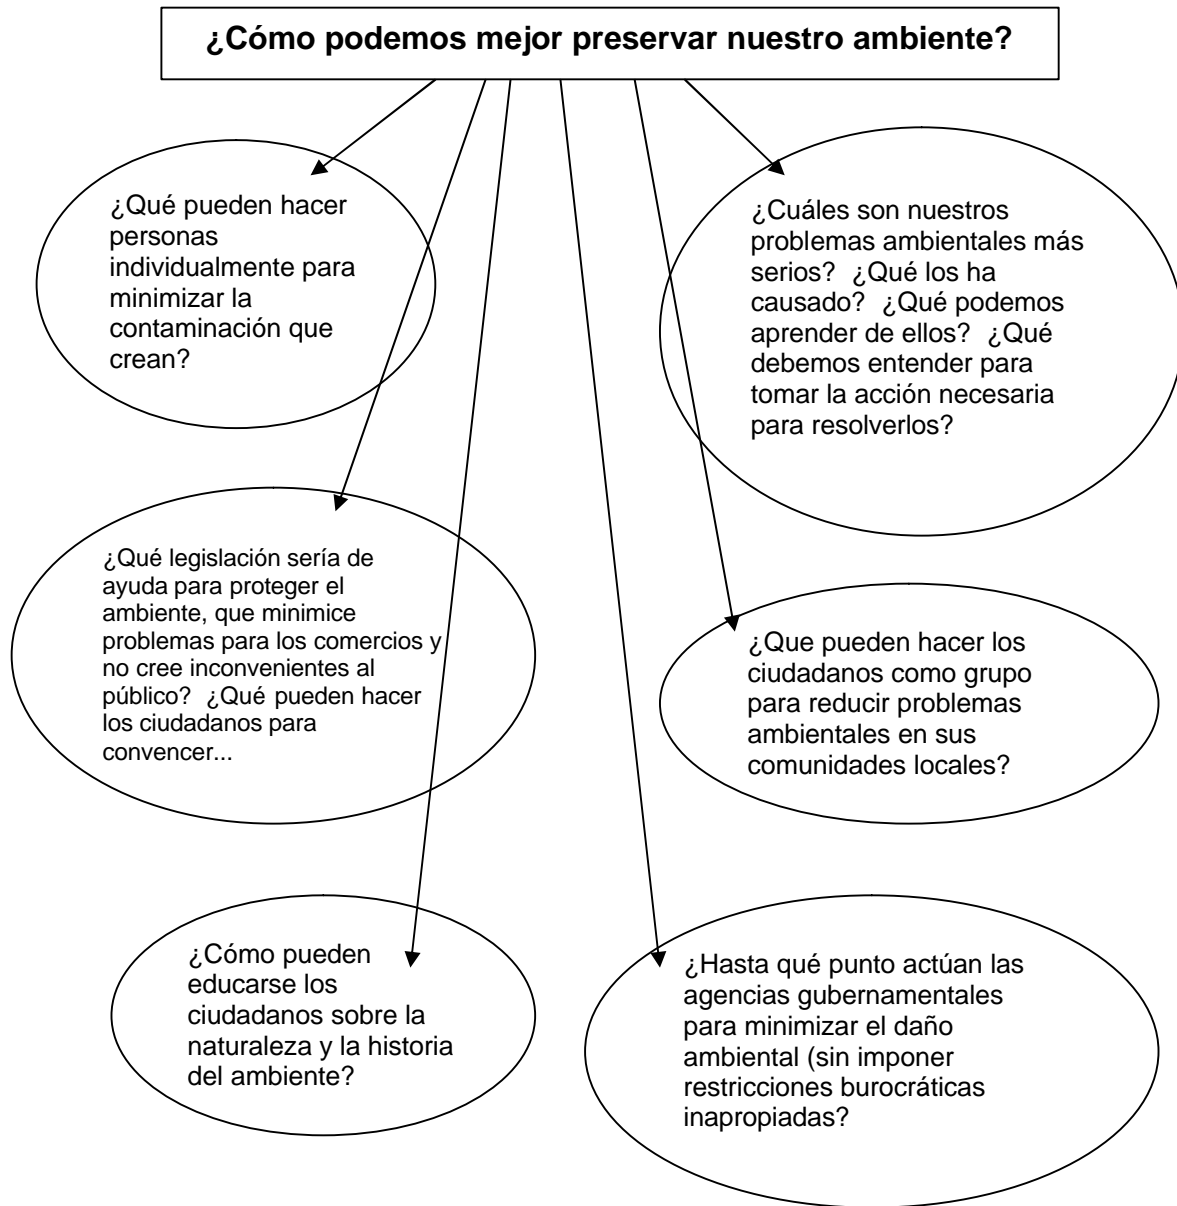 ¿Cómo podemos mejor preservar nuestro ambiente?
¿Qué pueden hacer
personas
individualmente para
minimizar la
contaminación que
crean?
¿Cuáles son nuestros
problemas ambientales más
serios?  ¿Qué los ha
causado?  ¿Qué podemos
aprender de ellos?  ¿Qué
debemos entender para
tomar la acción necesaria
para resolverlos?
¿Qué legislación sería de
ayuda para proteger el
ambiente, que minimice
problemas para los comercios y
no cree inconvenientes al
público?  ¿Qué pueden hacer
los ciudadanos para
convencer...
¿Que pueden hacer los
ciudadanos como grupo
para reducir problemas
ambientales en sus
comunidades locales?
¿Cómo pueden
educarse los
ciudadanos sobre la
naturaleza y la historia
del ambiente?
¿Hasta qué punto actúan las
agencias gubernamentales
para minimizar el daño
ambiental (sin imponer
restricciones burocráticas
inapropiadas?